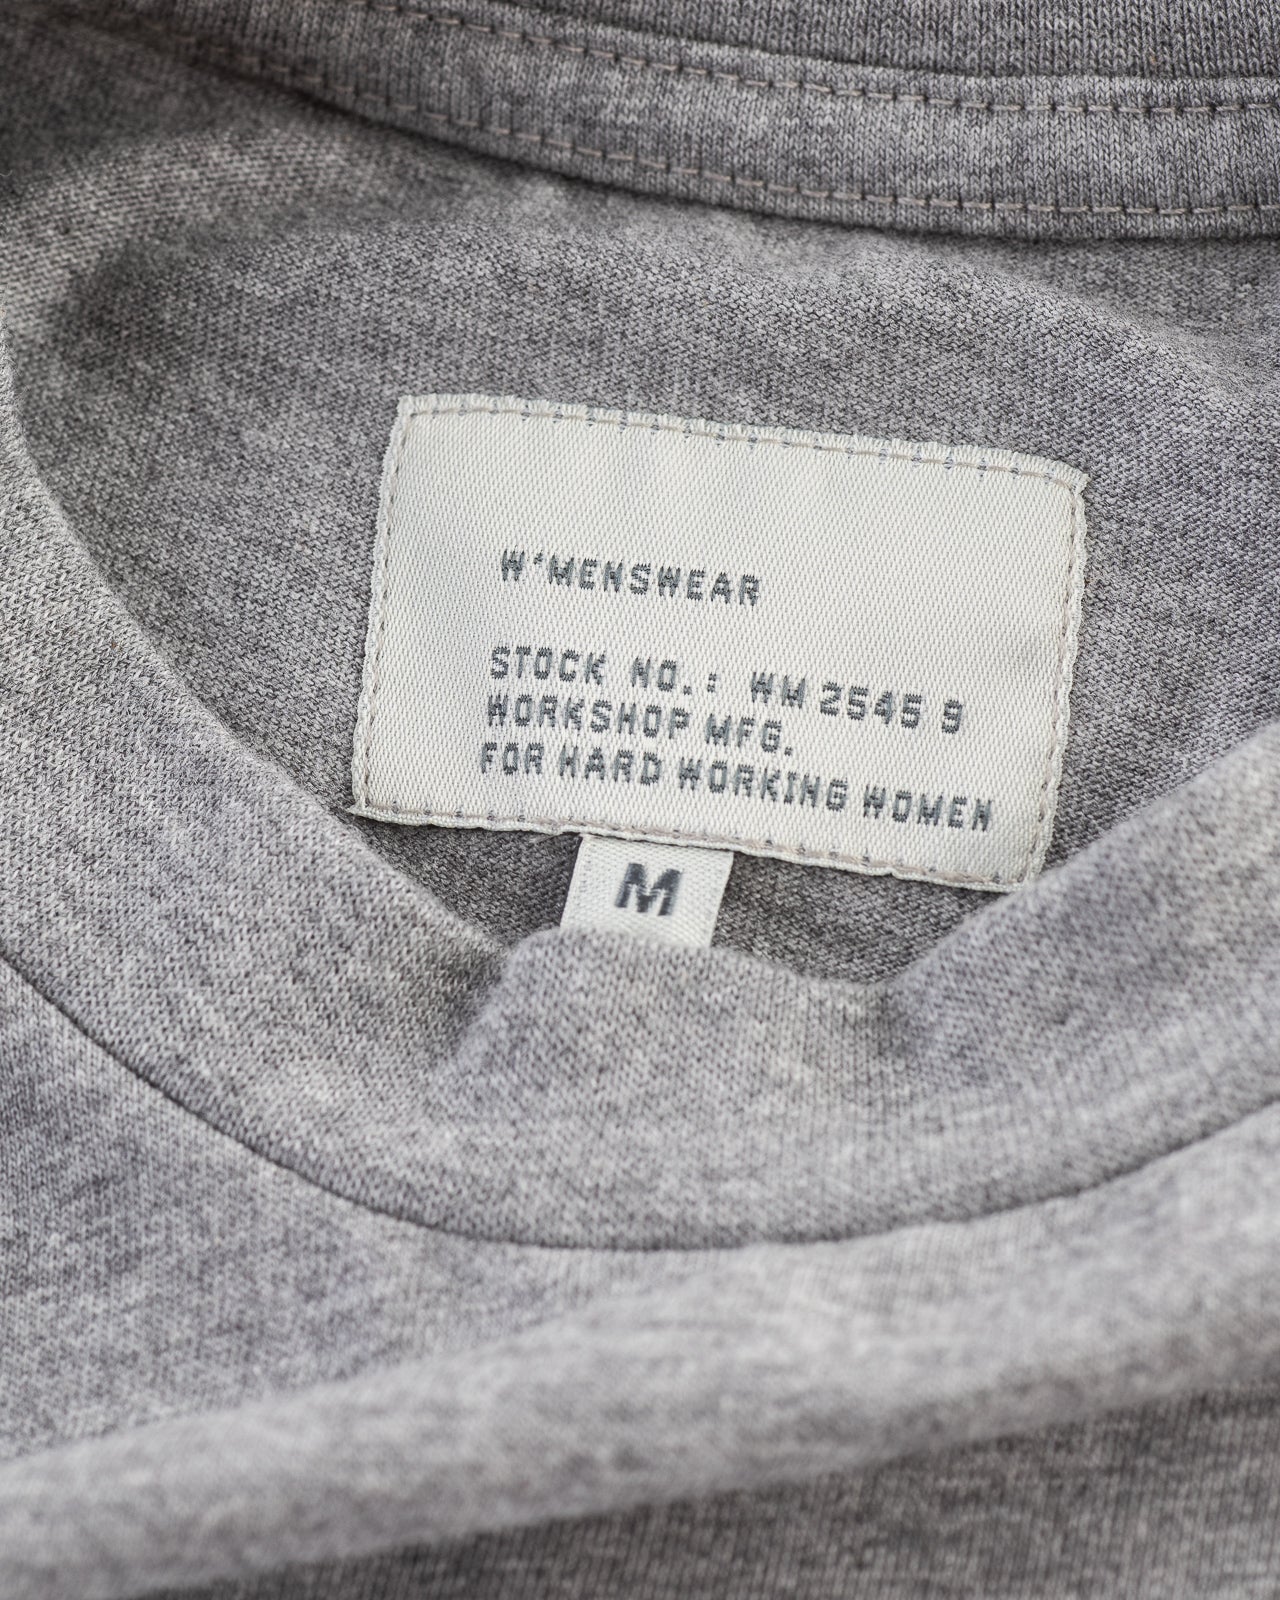 W'MENSWEAR
STOCK NO.: WM 2545 9
WORKSHOP MFG.
FOR HARD WORKING WOMEN
M